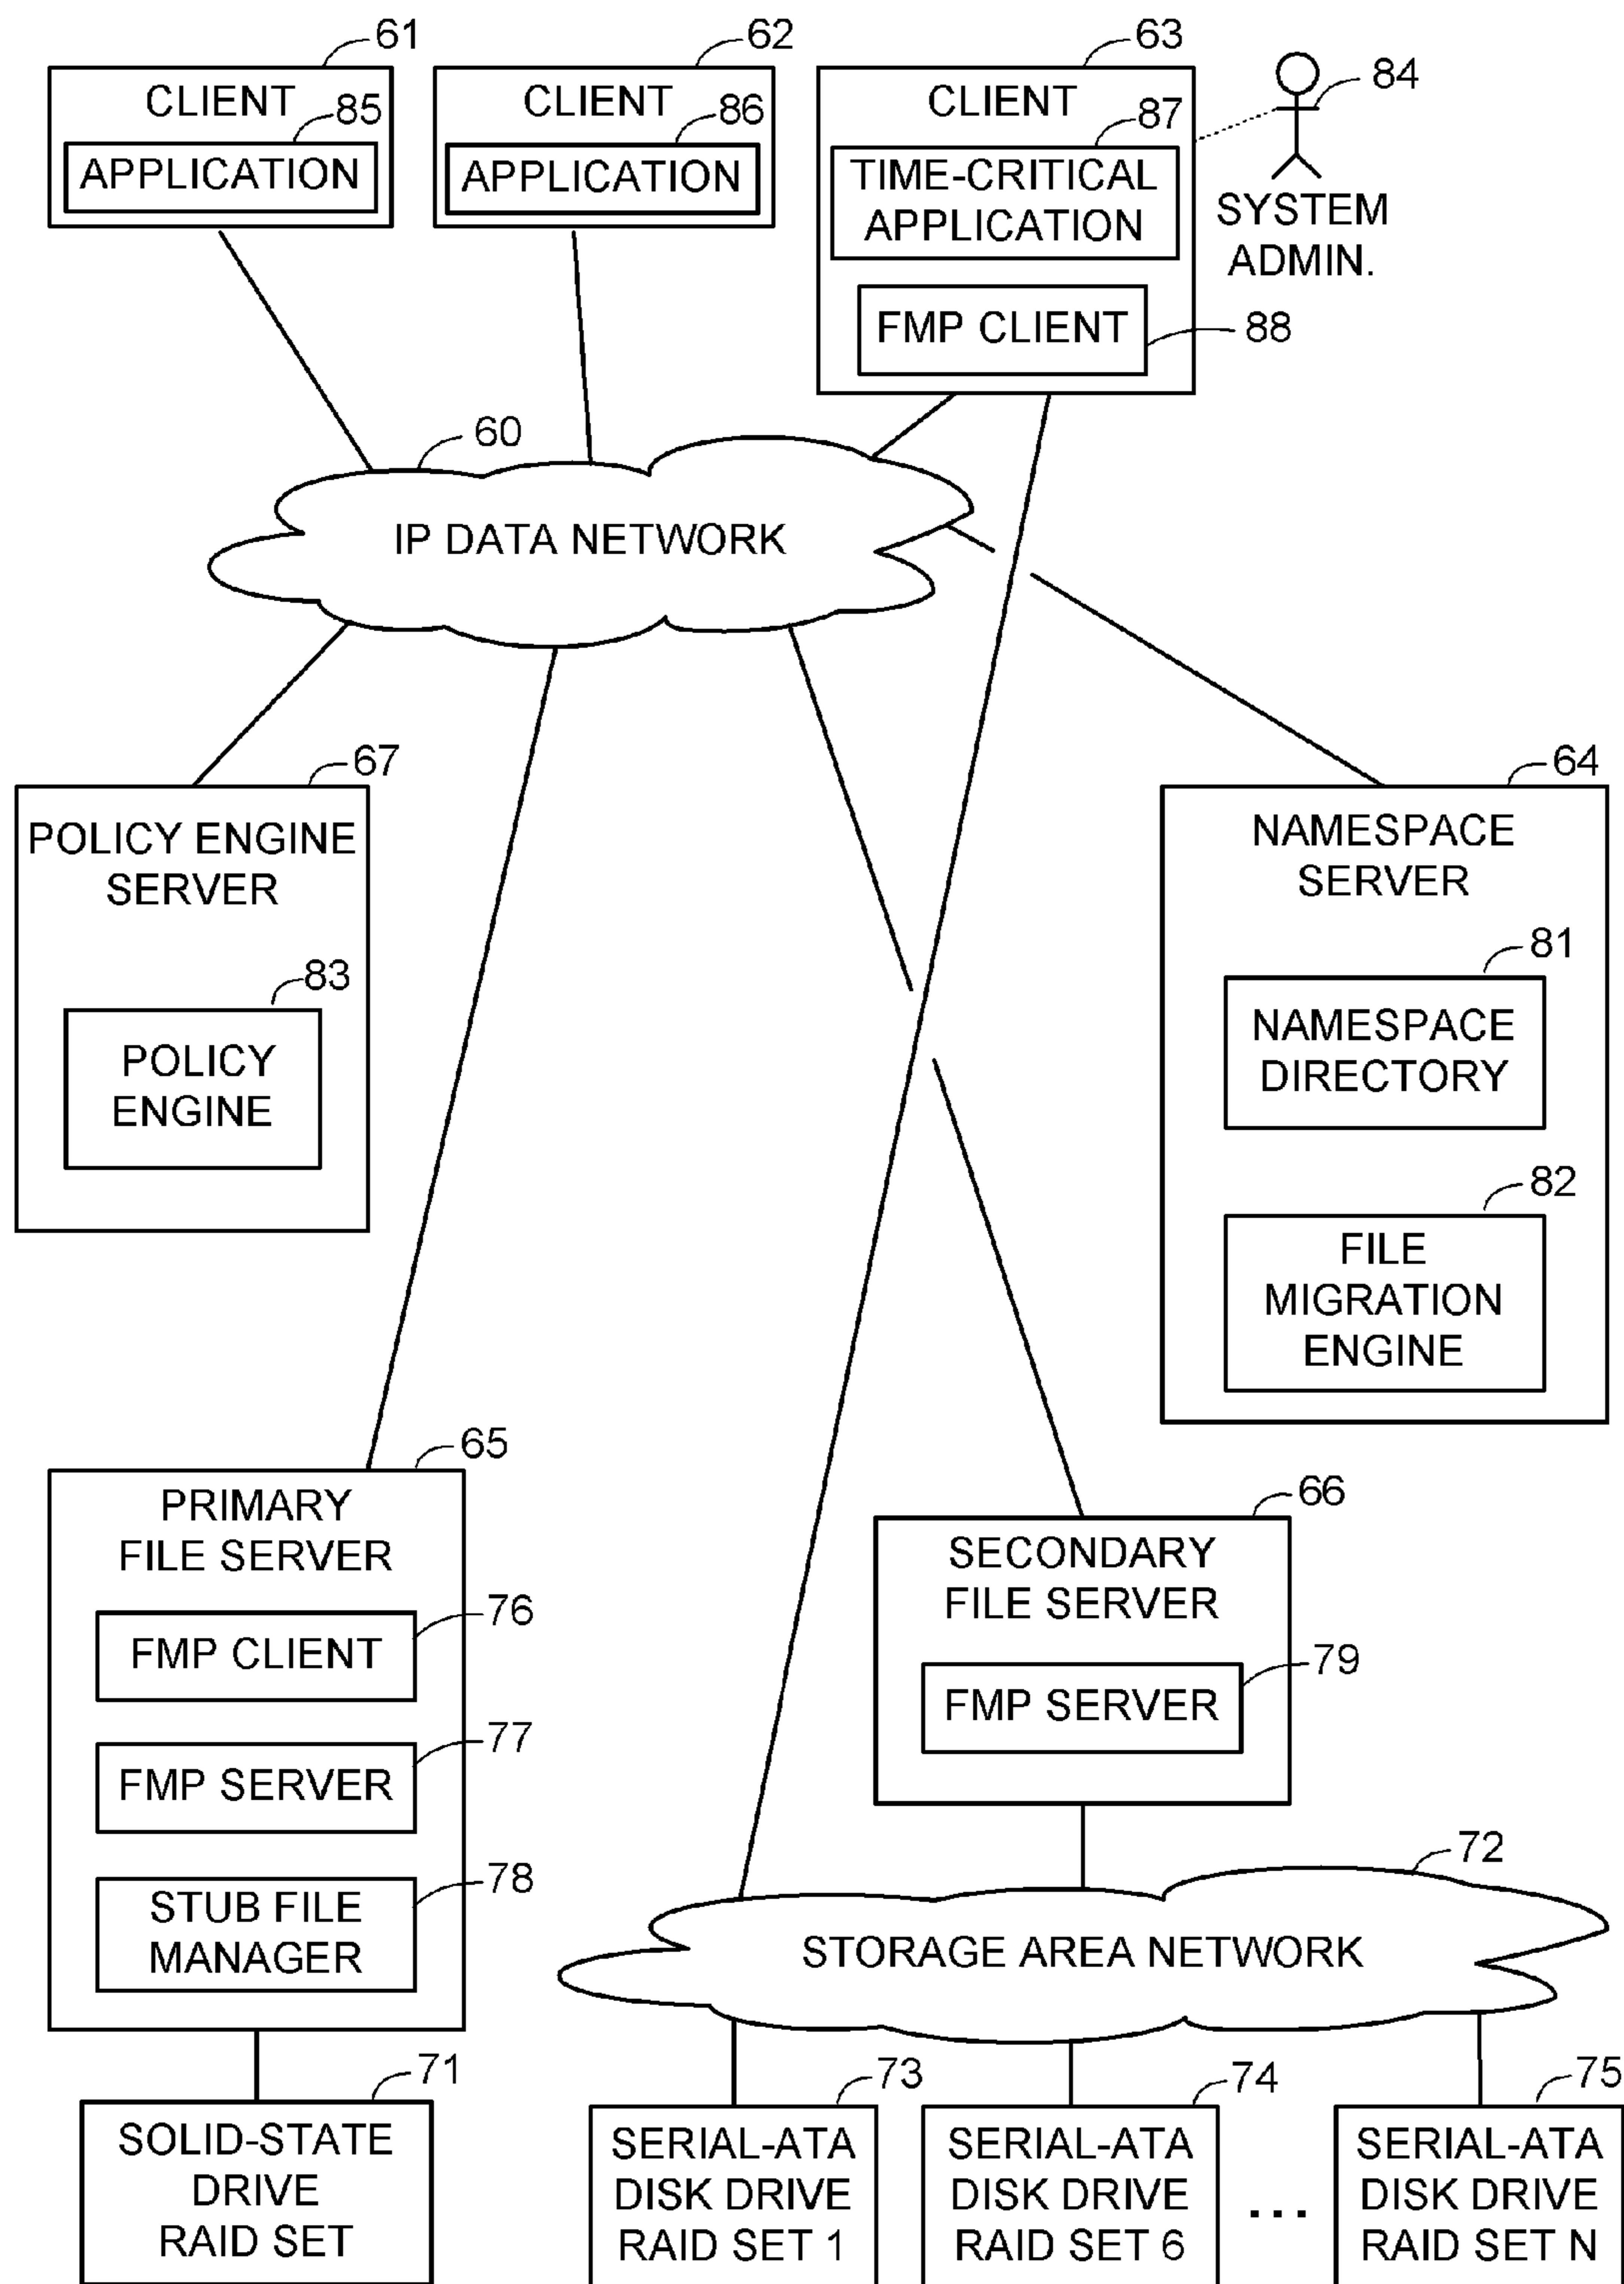 61
62
63
CLIENT
CLIENT
CLIENT
84
85
86
87
APPLICATION
APPLICATION
TIME-CRITICAL
APPLICATION
SYSTEM
ADMIN.
FMP CLIENT
88
60
IP DATA NETWORK
67
64
POLICY ENGINE
SERVER
NAMESPACE
SERVER
83
81
POLICY
ENGINE
NAMESPACE
DIRECTORY
82
FILE
MIGRATION
ENGINE
65
PRIMARY
FILE SERVER
66
SECONDARY
FILE SERVER
76
FMP CLIENT
79
FMP SERVER
77
FMP SERVER
78
STUB FILE
MANAGER
72
STORAGE AREA NETWORK
71
SOLID-STATE
DRIVE
RAID SET
73
SERIAL-ATA
DISK DRIVE
RAID SET 1
74
SERIAL-ATA
DISK DRIVE
RAID SET 6
...
75
SERIAL-ATA
DISK DRIVE
RAID SET N